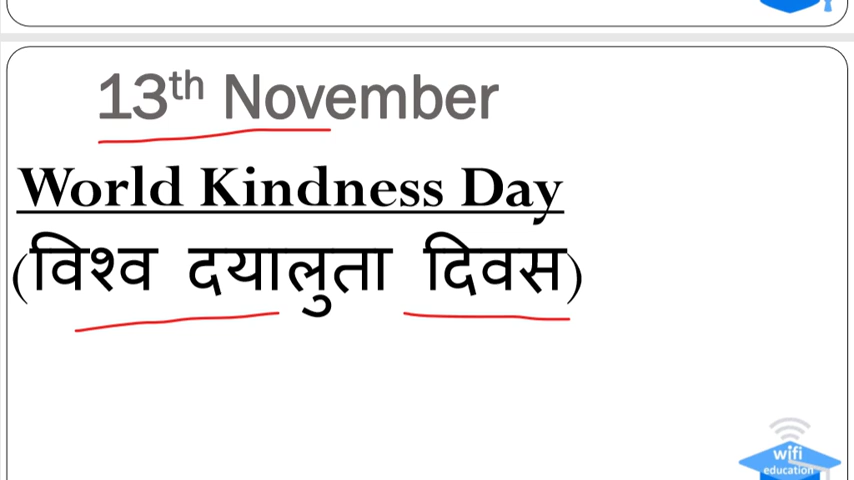 13th November
World Kindness Day
(विश्व दयालुता दिवस)
wifi
education